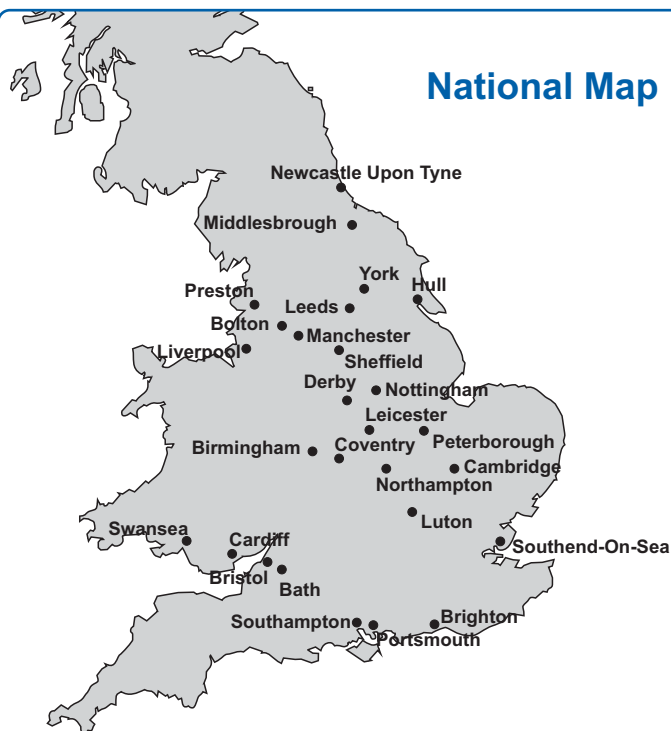 National Map
Newcastle Upon Tyne
Middlesbrough
York
Hull
Preston
Leeds
Bolton
Manchester
Liverpool
Sheffield
Derby
Nottingham
Leicester
Peterborough
Birmingham
Coventry
Cambridge
Northampton
Luton
Swansea
Cardiff
Southend-On-Sea
Bristol
Bath
Southampton
Brighton
Portsmouth